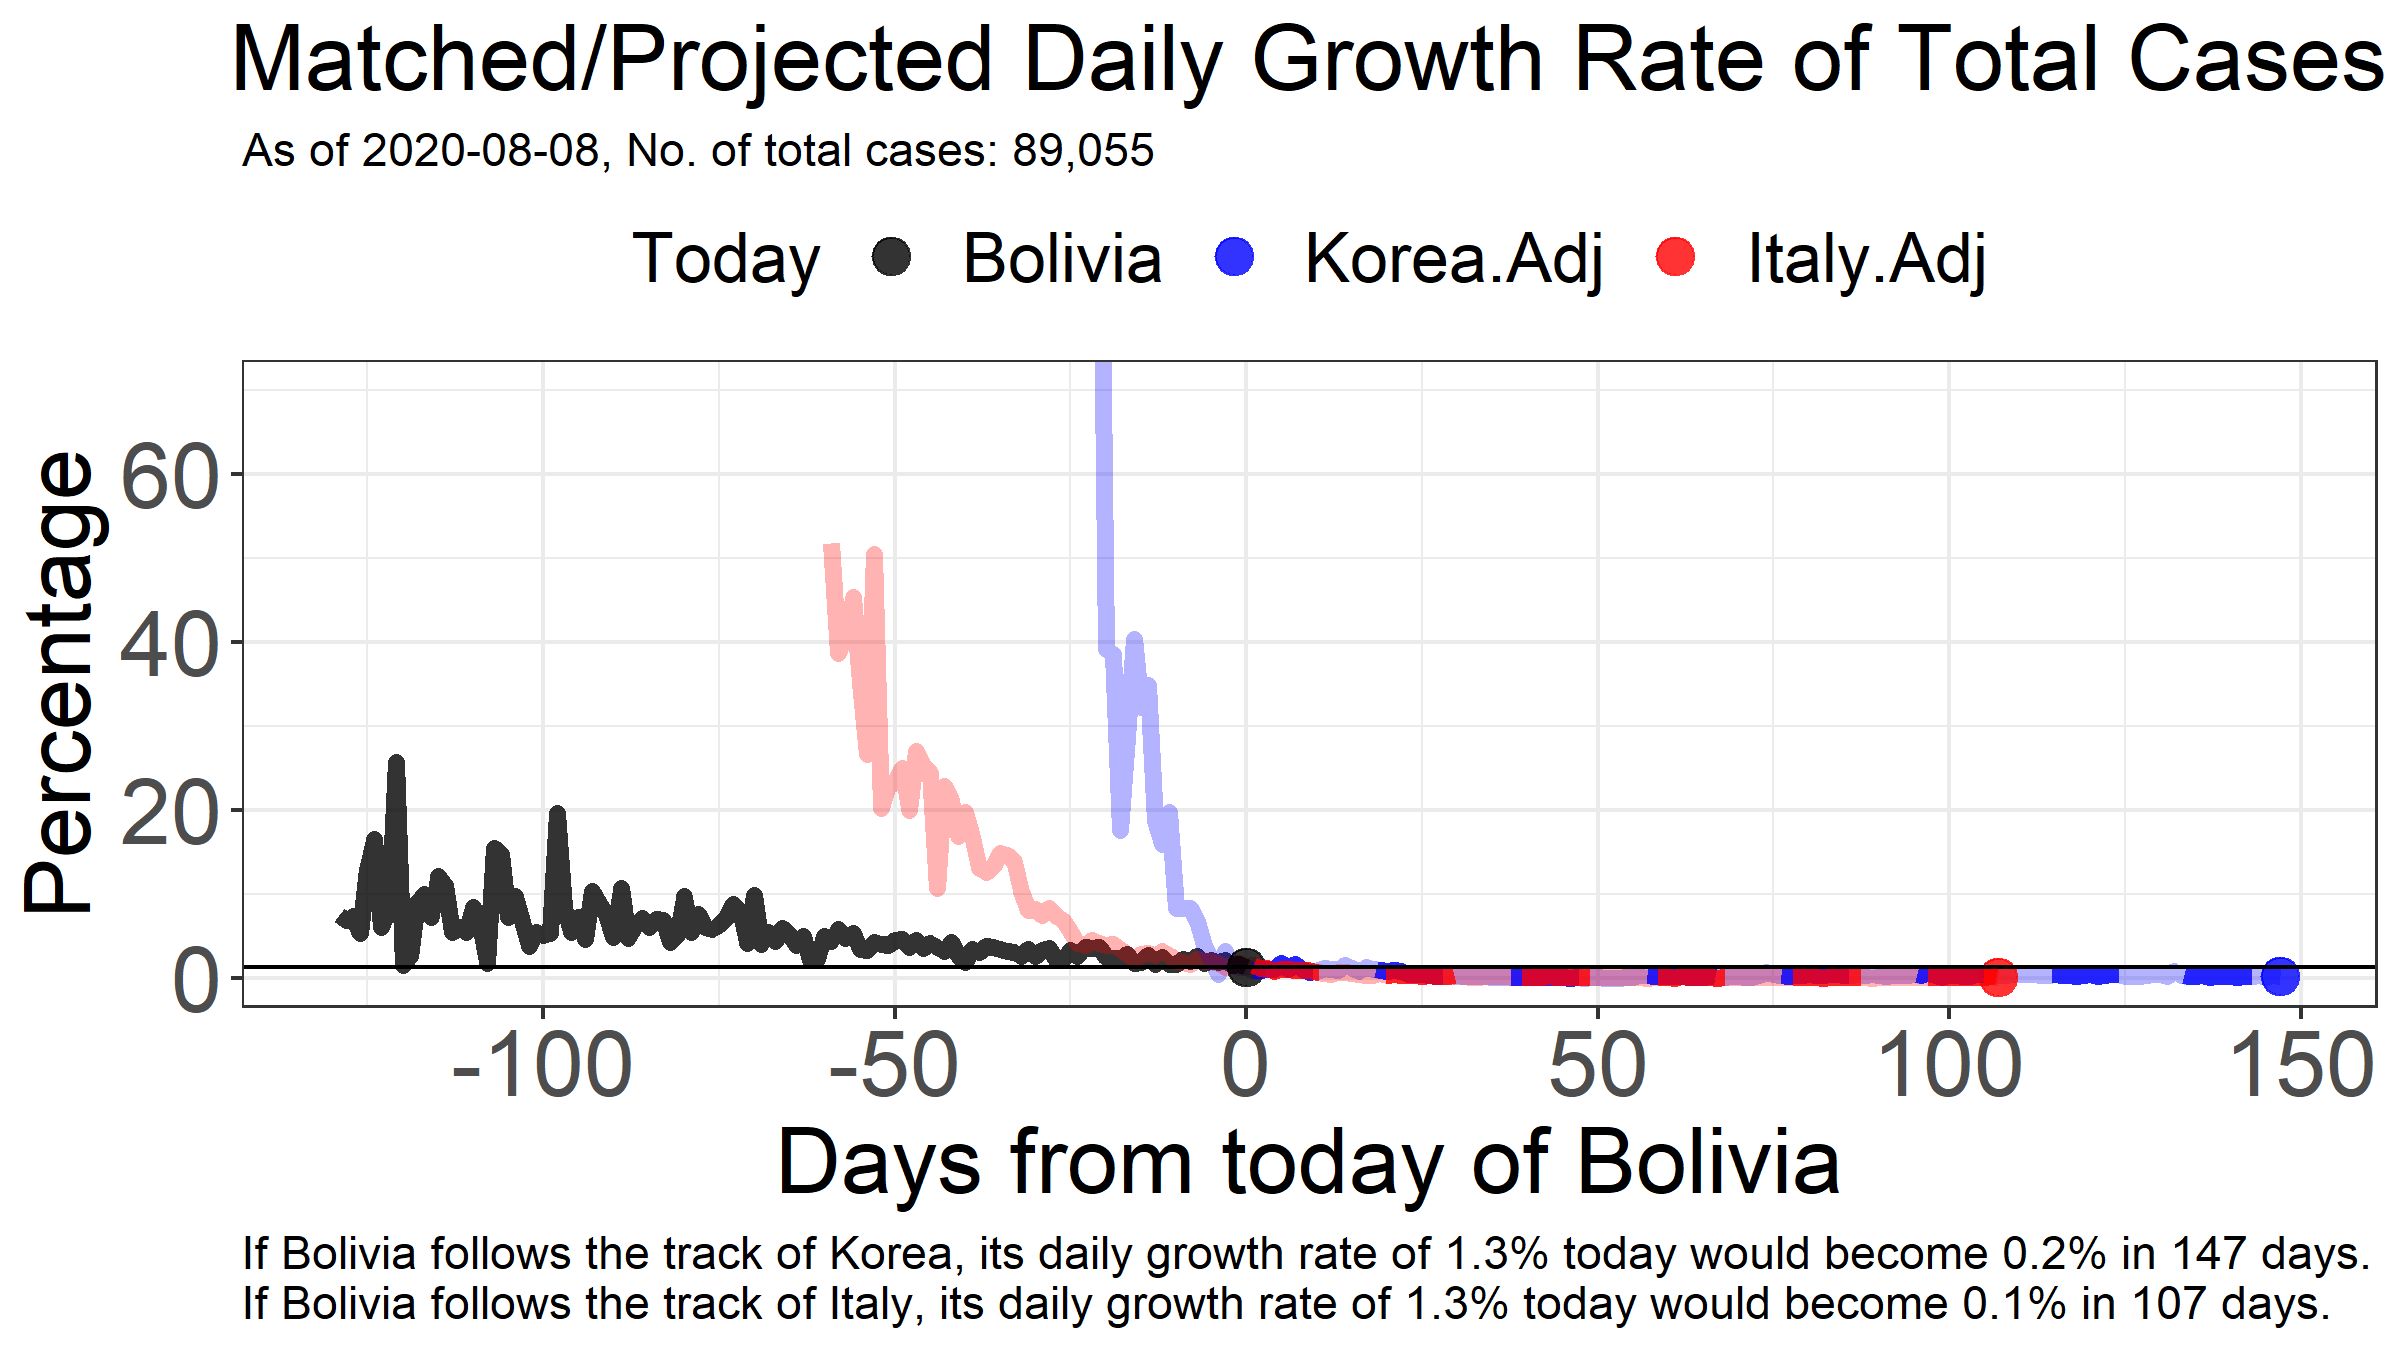 Matched/Projected Daily Growth Rate of Total Cases
As of 2020-08-08, No. of total cases: 89,055
Today Bolivia Korea.Adj Italy.Adj
Percentage
60
40
20
0
-100 -50 0 50 100 150
Days from today of Bolivia
If Bolivia follows the track of Korea, its daily growth rate of 1.3% today would become 0.2% in 147 days.
If Bolivia follows the track of Italy, its daily growth rate of 1.3% today would become 0.1% in 107 days.